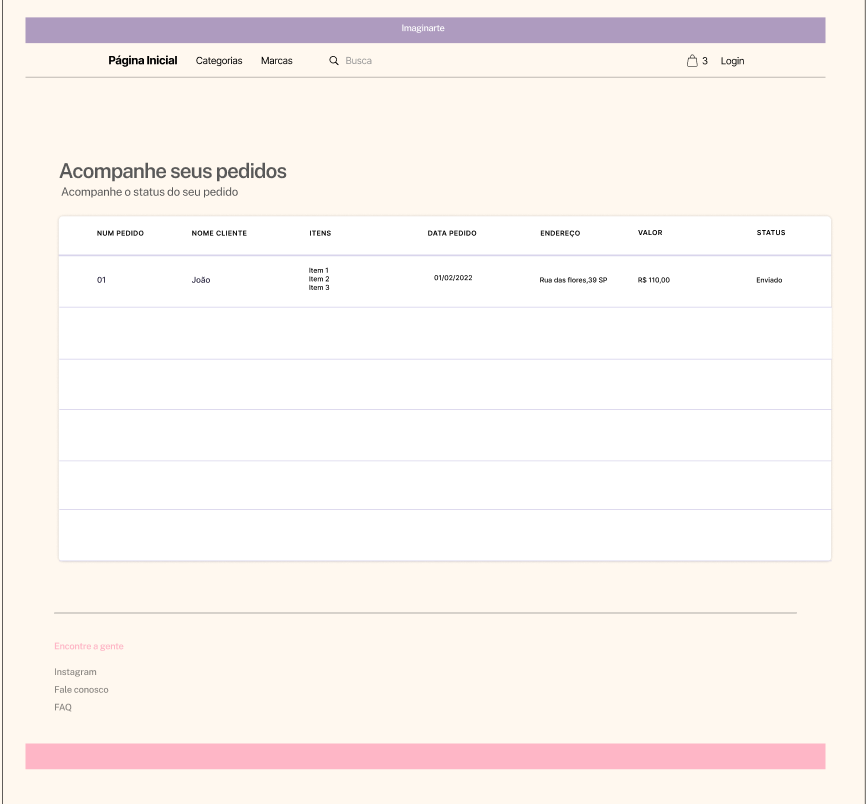 Imaginarte
Página Inicial Categorias Marcas Busca 3 Login
Acompanhe seus pedidos
Acompanhe o status do seu pedido
NUM PEDIDO NOME CLIENTE ITENS DATA PEDIDO ENDEREÇO VALOR STATUS
01 João Item 1 01/02/2022 Rua das flores,39 SP R$ 110,00 Enviado
Item 2
Item 3
Encontre a gente
Instagram
Fale conosco
FAQ